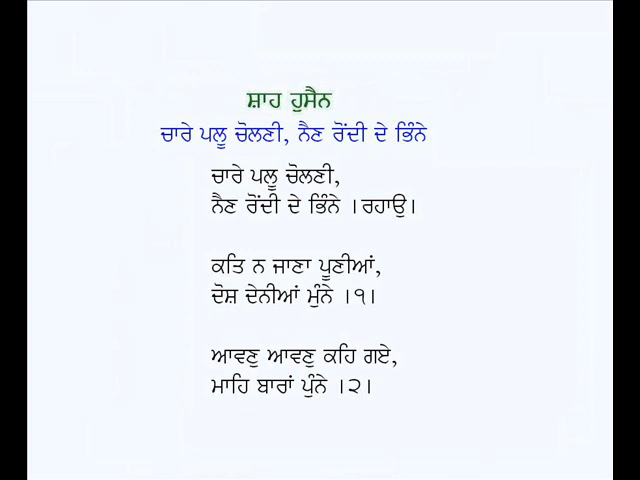 ਸ਼ਾਹ ਹੁਸੈਨ
ਚਾਰੇ ਪਲੂ ਚੋਲਣੀ, ਨੈਣ ਰੋਂਦੀ ਦੇ ਭਿੰਨੇ
ਚਾਰੇ ਪਲੂ ਚੋਲਣੀ,
ਨੈਣ ਰੋਂਦੀ ਦੇ ਭਿੰਨੇ ।ਰਹਾਉ।
ਕਤਿ ਨ ਜਾਣਾ ਪੂਣੀਆਂ,
ਦੋਸ਼ ਦੇਨੀਆਂ ਮੁੰਨੇ ।੧।
ਆਵਣੁ ਆਵਣੁ ਕਹਿ ਗਏ,
ਮਾਹਿ ਬਾਰਾਂ ਪੁੰਨੇ ।੨।